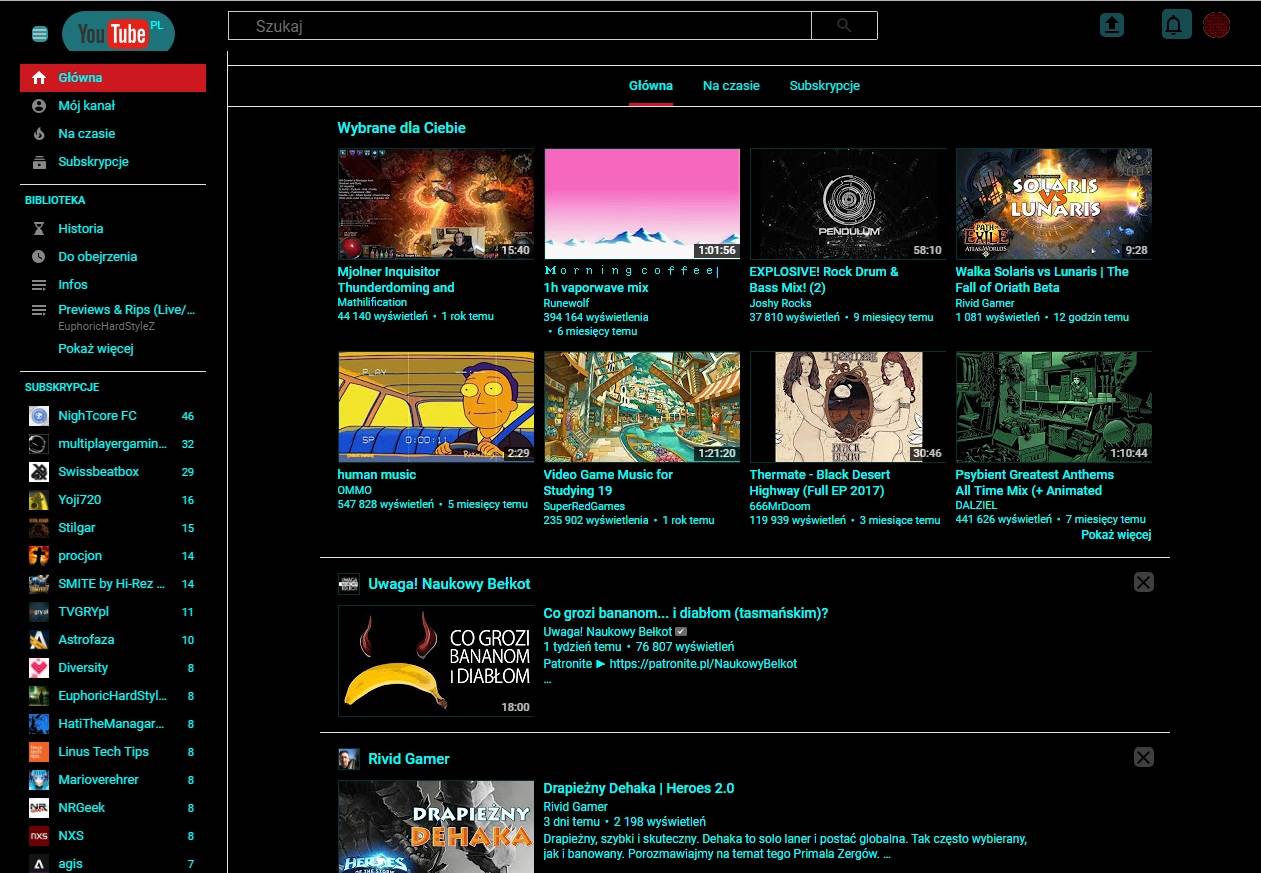 YouTube PL
Szukaj
Główna
Mój kanał
Na czasie
Subskrypcje
BIBLIOTEKA
Historia
Do obejrzenia
Infos
Previews & Rips (Live/...
EuphoricHardStyleZ
Pokaż więcej
SUBSKRYPCJE
NighTcore FC 46
multiplayergamin... 32
Swissbeatbox 29
Yoji720 16
Stilgar 15
procjon 14
SMITE by Hi-Rez ... 14
TVGRYpl 11
Astrofaza 10
Diversity 8
EuphoricHardStyl... 8
HatiTheManagar... 8
Linus Tech Tips 8
Marioverehrer 8
NRGeek 8
NXS 8
agis 7
Główna Na czasie Subskrypcje
Wybrane dla Ciebie
15:40
Mjolner Inquisitor
Thunderdoming and
Mathilification
44 140 wyświetleń • 1 rok temu
1:01:56
Morning coffee|
1h vaporwave mix
Runewolf
394 164 wyświetlenia
• 6 miesięcy temu
PENDULUM
58:10
EXPLOSIVE! Rock Drum &
Bass Mix! (2)
Joshy Rocks
37 810 wyświetleń • 9 miesięcy temu
SOLARIS
VS
LUNARIS
PATH OF
EXILE
ATLAS WORLDS
9:28
Walka Solaris vs Lunaris | The
Fall of Oriath Beta
Rivid Gamer
1 081 wyświetleń • 12 godzin temu
PLAY
SP 0:00:11
2:29
human music
OMMO
547 828 wyświetleń • 5 miesięcy temu
1:21:20
Video Game Music for
Studying 19
SuperRedGames
235 902 wyświetlenia • 1 rok temu
Thermate
30:46
Thermate - Black Desert
Highway (Full EP 2017)
666MrDoom
119 939 wyświetleń • 3 miesiące temu
1:10:44
Psybient Greatest Anthems
All Time Mix (+ Animated
DALZIEL
441 626 wyświetleń • 7 miesięcy temu
Pokaż więcej
Uwaga! Naukowy Bełkot
CO GROZI
BANANOM
I DIABŁOM
18:00
Co grozi bananom... i diabłom (tasmańskim)?
Uwaga! Naukowy Bełkot
1 tydzień temu • 76 807 wyświetleń
Patronite ► https://patronite.pl/NaukowyBelkot
...
Rivid Gamer
DRAPIEŻNY
DEHAKA
HEROES
OF THE STORM
Drapieżny Dehaka | Heroes 2.0
Rivid Gamer
3 dni temu • 2 198 wyświetleń
Drapieżny, szybki i skuteczny. Dehaka to solo laner i postać globalna. Tak często wybierany,
jak i banowany. Porozmawiajmy na temat tego Primala Zergów. ...